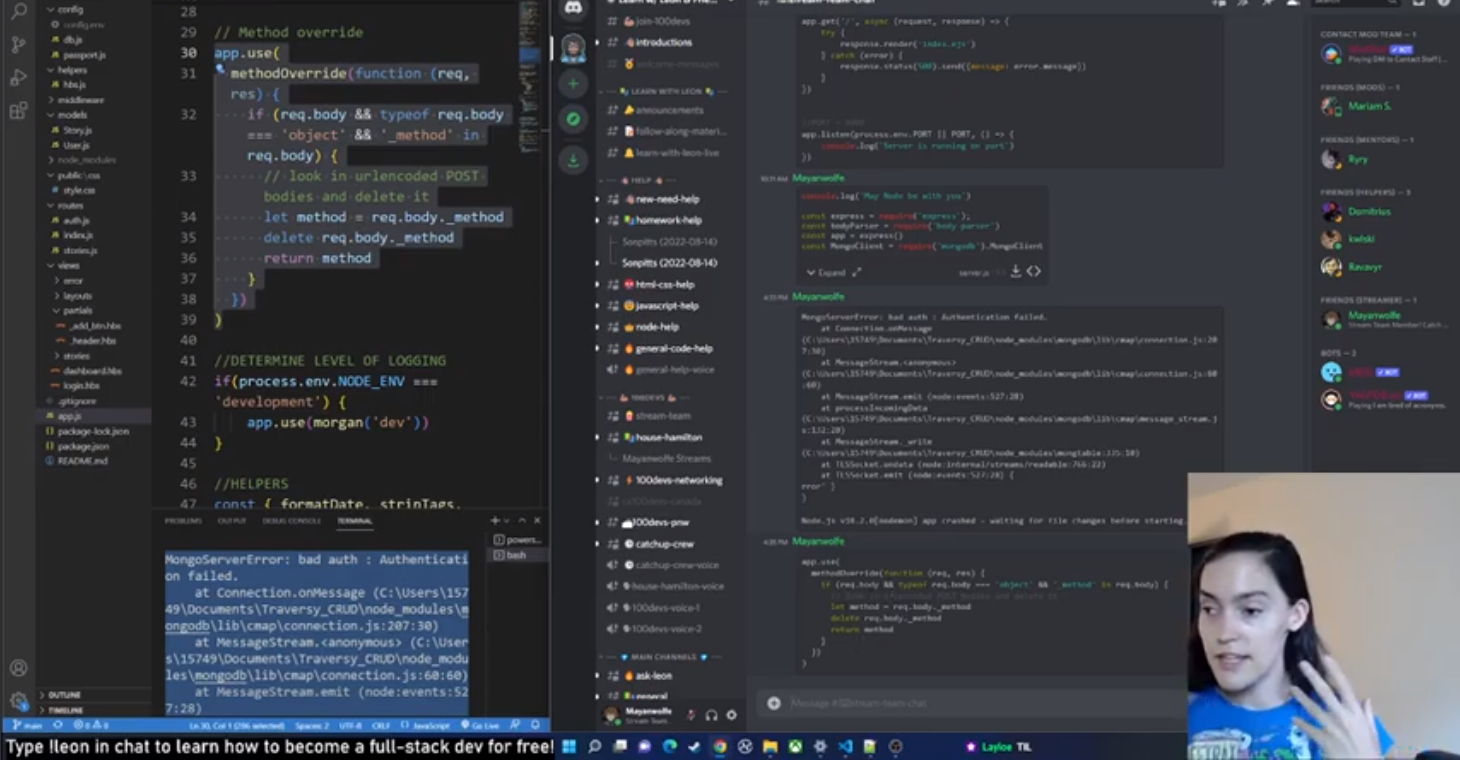 config
config.env
db.js
passport.js
helpers
hbs.js
middleware
models
Story.js
User.js
node_modules
public\css
style.css
routes
auth.js
index.js
stories.js
views
error
layouts
partials
_add_btn.hbs
_header.hbs
stories
dashboard.hbs
login.hbs
.gitignore
app.js
package-lock.json
package.json
README.md
OUTLINE
TIMELINE
28
29 // Method override
30 app.use(
31 methodOverride(function (req,
res) {
32 if (req.body && typeof req.body
=== 'object' && '_method' in
req.body) {
33 // look in urlencoded POST
bodies and delete it
34 let method = req.body._method
35 delete req.body._method
36 return method
37 }
38 })
39 )
40
41 //DETERMINE LEVEL OF LOGGING
42 if(process.env.NODE_ENV ===
'development') {
43 app.use(morgan('dev'))
44 }
45
46 //HELPERS
47 const { formatDate, stripTags,
PROBLEMS OUTPUT DEBUG CONSOLE TERMINAL
powers...
bash
MongoServerError: bad auth : Authenticati
on failed.
at Connection.onMessage (C:\Users\157
49\Documents\Traversy_CRUD\node_modules\m
ongodb\lib\cmap\connection.js:207:30)
at MessageStream.<anonymous> (C:\User
s\15749\Documents\Traversy_CRUD\node_modu
les\mongodb\lib\cmap\connection.js:60:60)
at MessageStream.emit (node:events:52
7:28)
main
0 0
Ln 30, Col 1 (286 selected) Spaces: 2 UTF-8 CRLF JavaScript Go Live
Type !leon in chat to learn how to become a full-stack dev for free!
join-100devs
introductions
welcome-messages
LEARN WITH LEON
announcements
follow-along-materi...
learn-with-leon-live
HELP
new-need-help
homework-help
Sonpitts (2022-08-14)
Sonpitts (2022-08-14)
html-css-help
javascript-help
node-help
general-code-help
general-help-voice
100DEVS
stream-team
house-hamilton
Mayanwolfe Streams
100devs-networking
100devs-pnw
catchup-crew
catchup-crew-voice
house-hamilton-voice
100devs-voice-1
100devs-voice-2
MAIN CHANNELS
ask-leon
general
Mayanwolfe
Stream Team...
app.get('/', async (request, response) => {
try {
response.render('index.ejs')
} catch (error) {
response.status(500).send({message: error.message})
}
})
app.listen(process.env.PORT || PORT, () => {
console.log('Server is running on port')
})
10:31 AM Mayanwolfe
console.log('May Node be with you')
const express = require('express');
const bodyParser = require('body-parser')
const app = express()
const MongoClient = require('mongodb').MongoClient
Expand
server.js
4:33 PM Mayanwolfe
MongoServerError: bad auth : Authentication failed.
at Connection.onMessage
(C:\Users\15749\Documents\Traversy_CRUD\node_modules\mongodb\lib\cmap\connection.js:20
7:30)
at MessageStream.<anonymous>
(C:\Users\15749\Documents\Traversy_CRUD\node_modules\mongodb\lib\cmap\connection.js:60
:60)
at MessageStream.emit (node:events:527:28)
at processIncomingData
(C:\Users\15749\Documents\Traversy_CRUD\node_modules\mongodb\lib\cmap\message_stream.j
s:132:20)
at MessageStream._write
at TLSSocket.ondata (node:internal/streams/readable:766:22)
at TLSSocket.emit (node:events:527:28) {
}
Node.js v18.2.0[nodemon] app crashed - waiting for file changes before starting.
4:35 PM Mayanwolfe
app.use(
methodOverride(function (req, res) {
if (req.body && typeof req.body === 'object' && '_method' in req.body) {
// look in urlencoded POST bodies and delete it
let method = req.body._method
delete req.body._method
return method
}
})
)
Message #
stream-team-chat
CONTACT MOD TEAM — 1
BOT
Playing DM to Contact Staff |...
FRIENDS (MODS) — 1
Mariam S.
FRIENDS (MENTORS) — 1
Ryry
FRIENDS (HELPERS) — 3
Domitrius
kwlski
Ravavyr
FRIENDS (STREAMER) — 1
Mayanwolfe
Stream Team Member! Catch ...
BOTS — 2
BOT
BOT
Playing I am tired of acronyms.
Layloe TIL